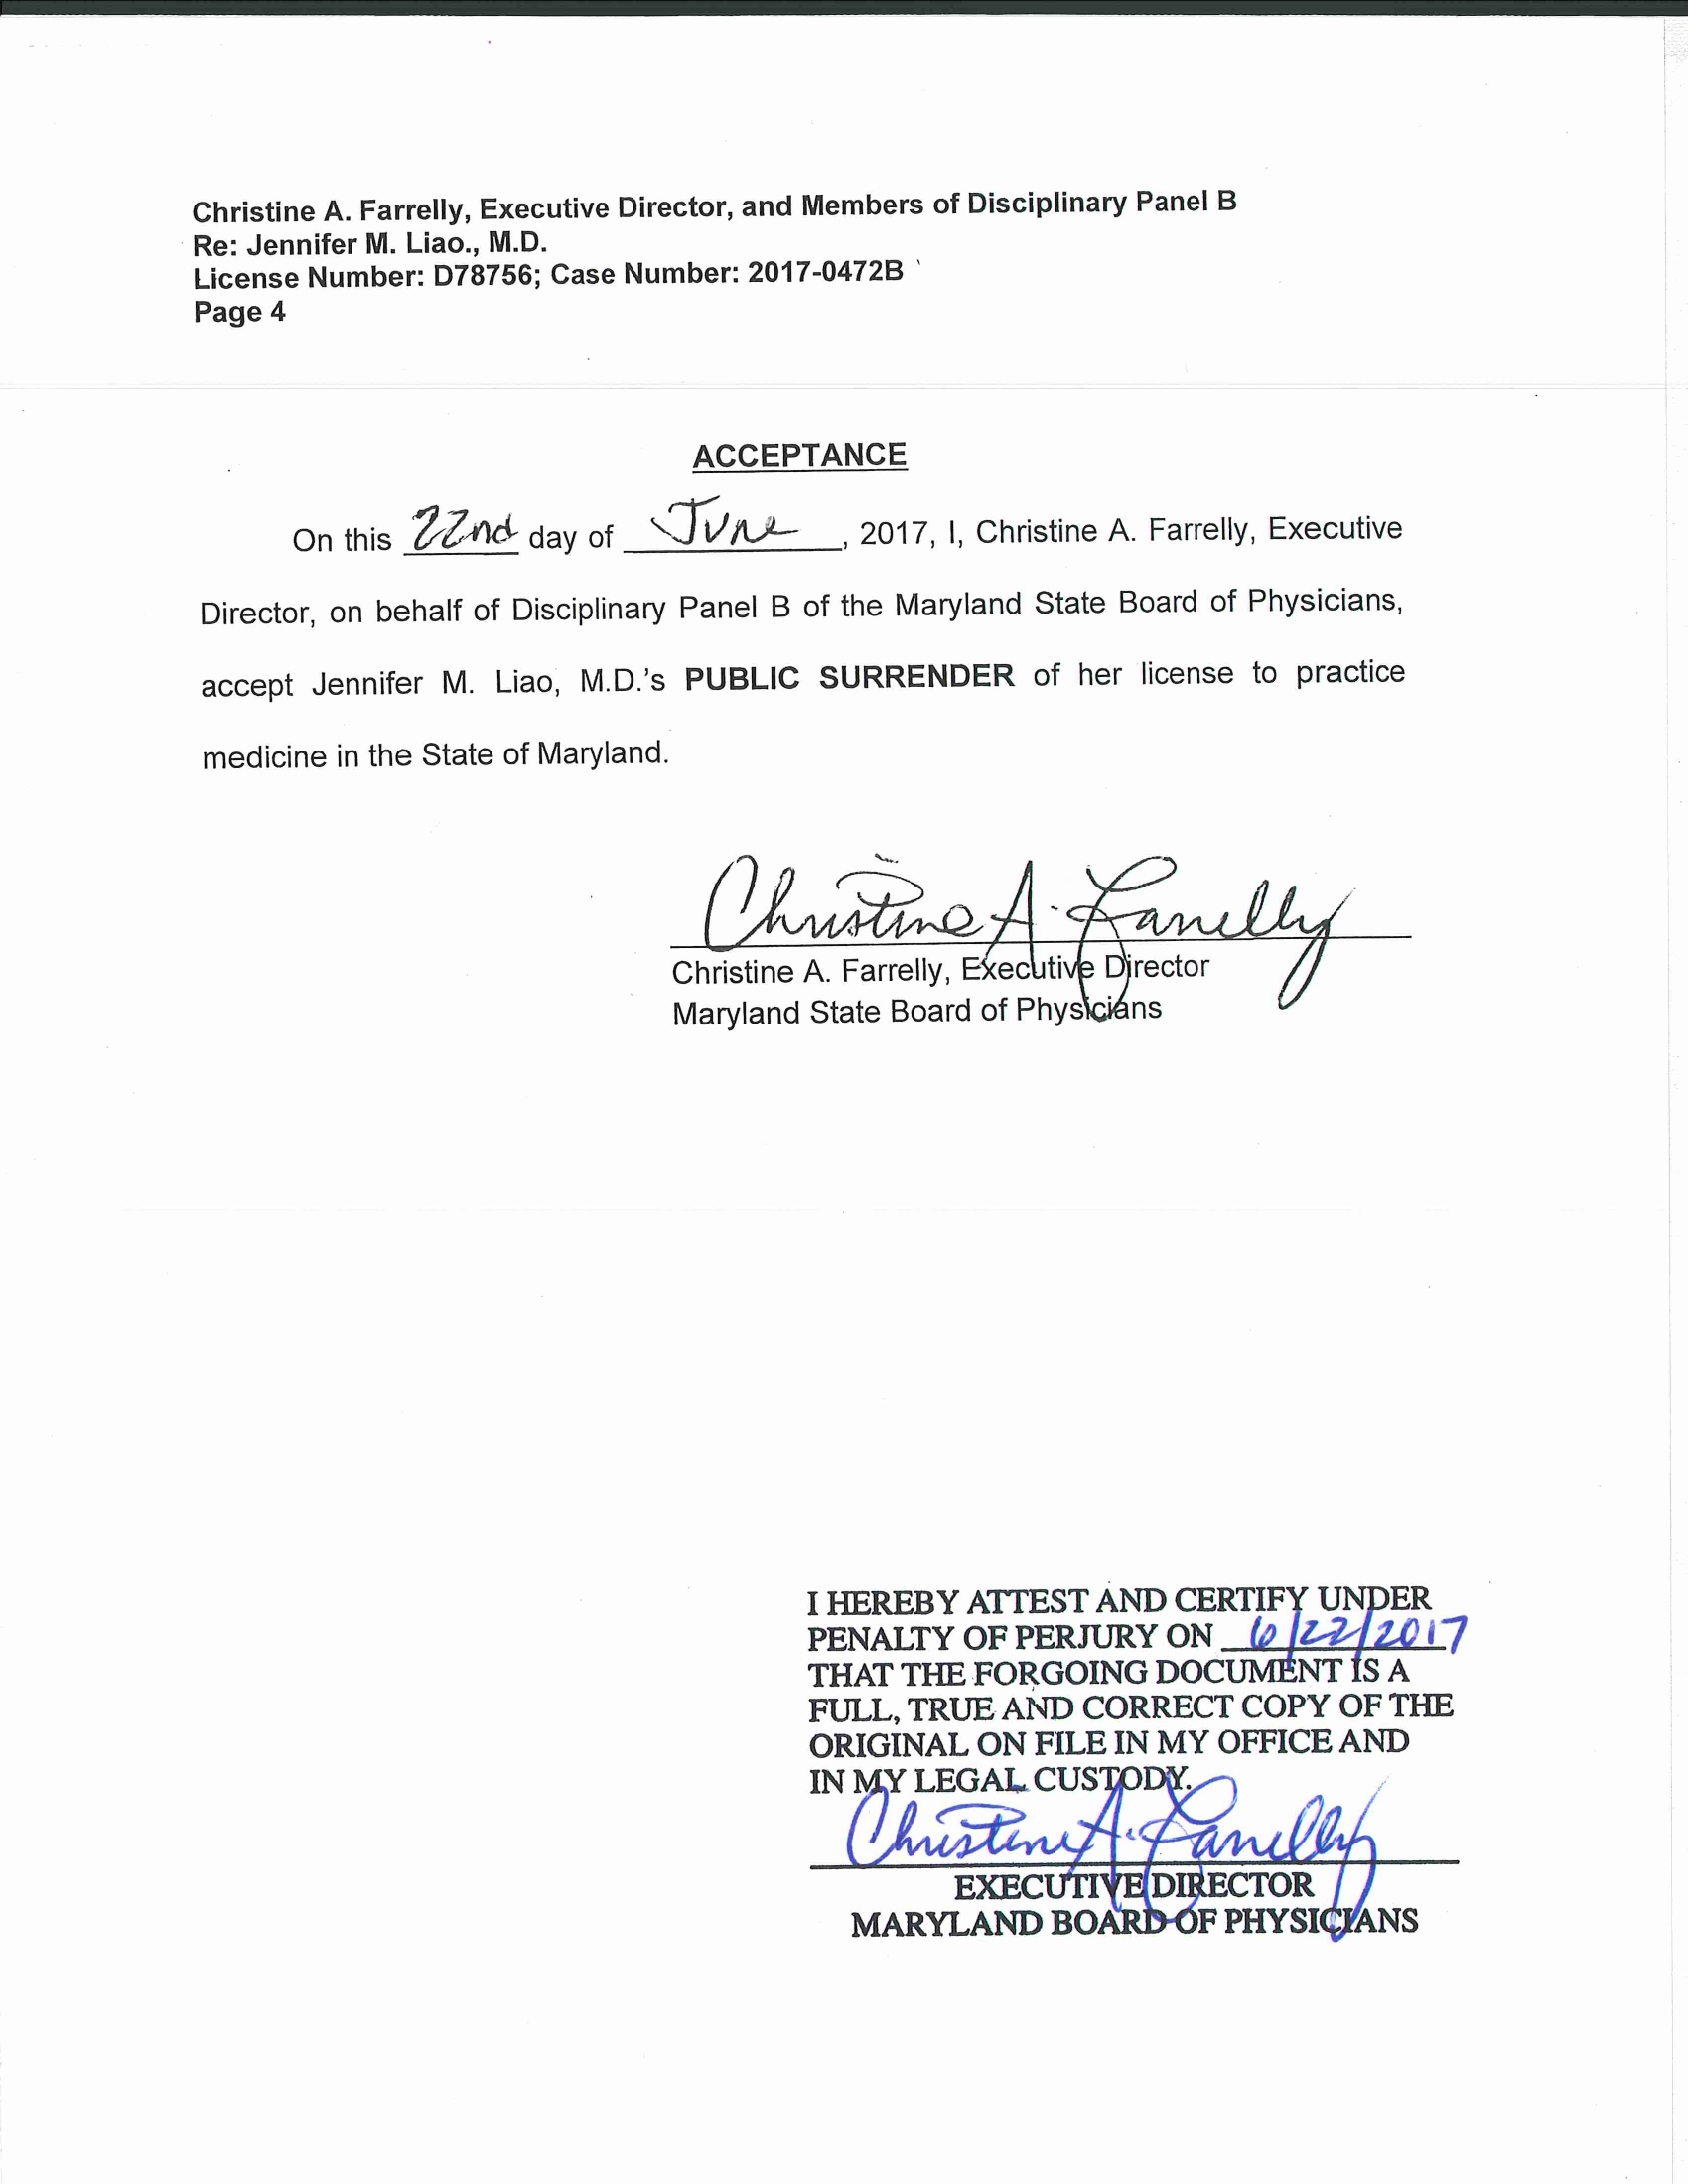 Christine A. Farrelly, Executive Director, and Members of Disciplinary Panel B
Re: Jennifer M. Liao., M.D.
License Number: D78756; Case Number: 2017-0472B
Page 4
ACCEPTANCE
On this 22nd day of June, 2017, I, Christine A. Farrelly, Executive
Director, on behalf of Disciplinary Panel B of the Maryland State Board of Physicians,
accept Jennifer M. Liao, M.D.'s PUBLIC SURRENDER of her license to practice
medicine in the State of Maryland.
Christine A. Farrelly
Christine A. Farrelly, Executive Director
Maryland State Board of Physicians
I HEREBY ATTEST AND CERTIFY UNDER
PENALTY OF PERJURY ON 6/22/2017
THAT THE FORGOING DOCUMENT IS A
FULL, TRUE AND CORRECT COPY OF THE
ORIGINAL ON FILE IN MY OFFICE AND
IN MY LEGAL CUSTODY.
Christine A. Farrelly
EXECUTIVE DIRECTOR
MARYLAND BOARD OF PHYSICIANS